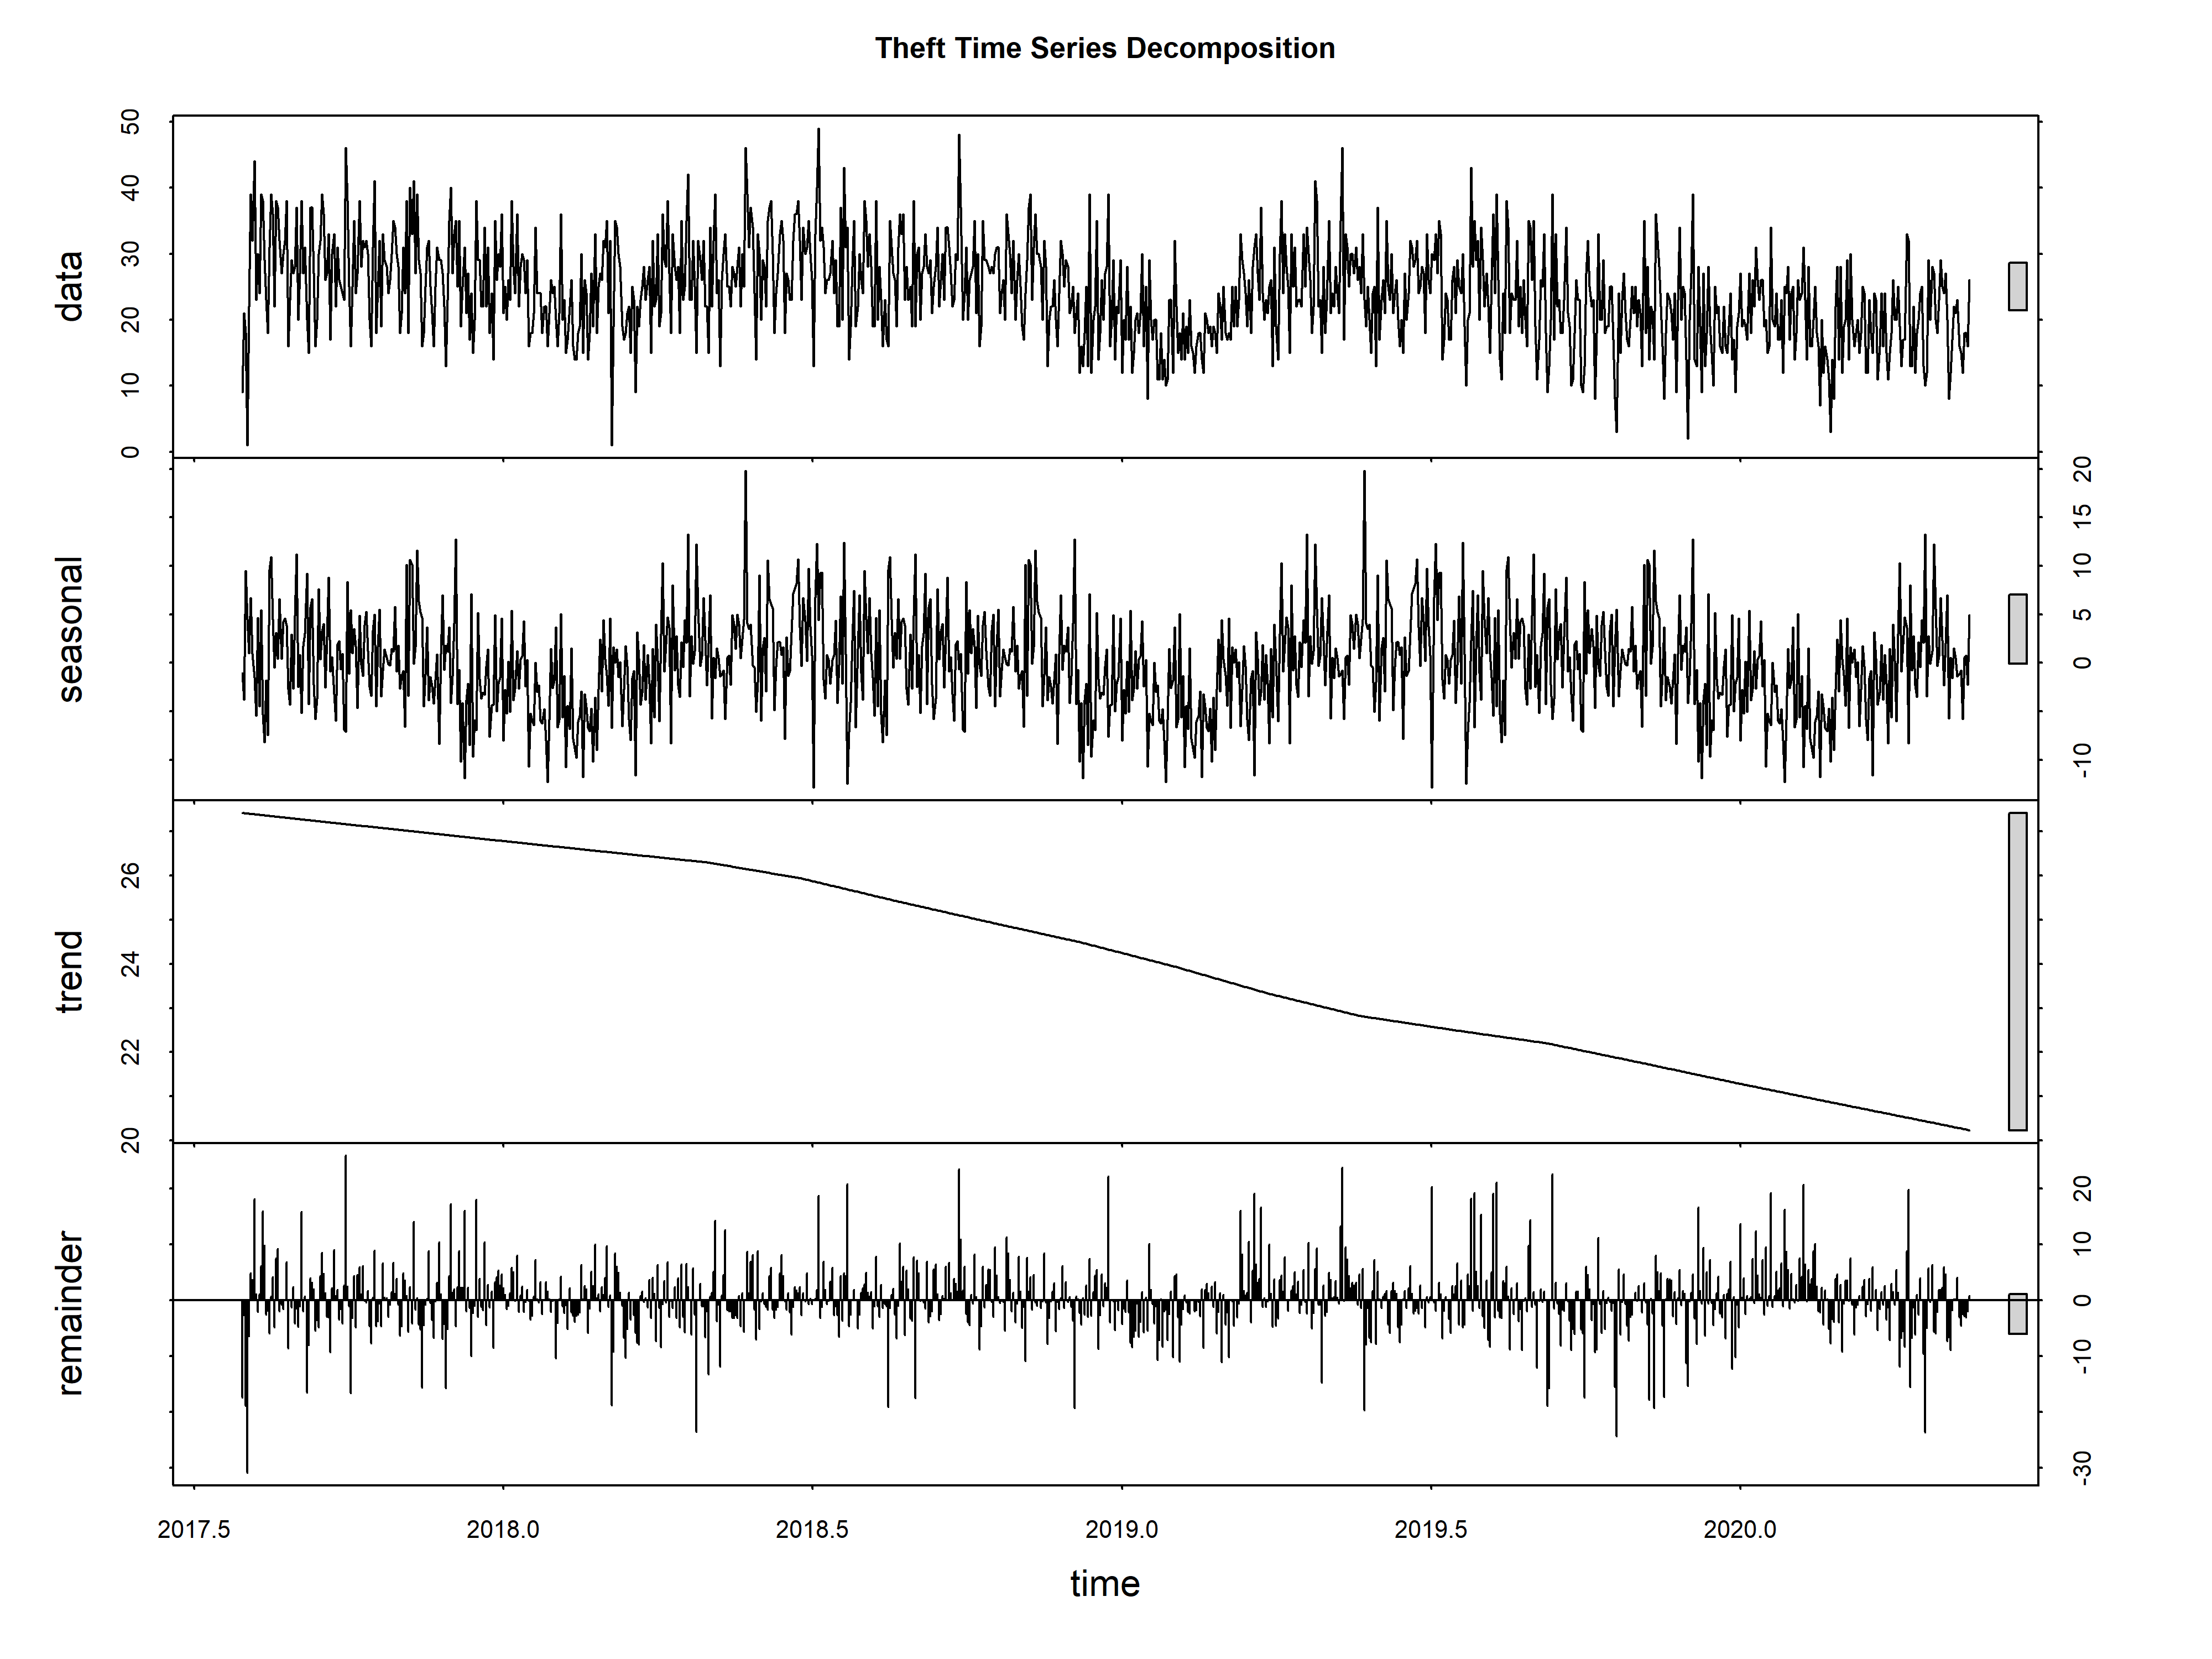 Theft Time Series Decomposition
data
0 10 20 30 40 50
seasonal
-10 0 5 10 15 20
trend
20 22 24 26
remainder
-30 -10 0 10 20
2017.5 2018.0 2018.5 2019.0 2019.5 2020.0
time